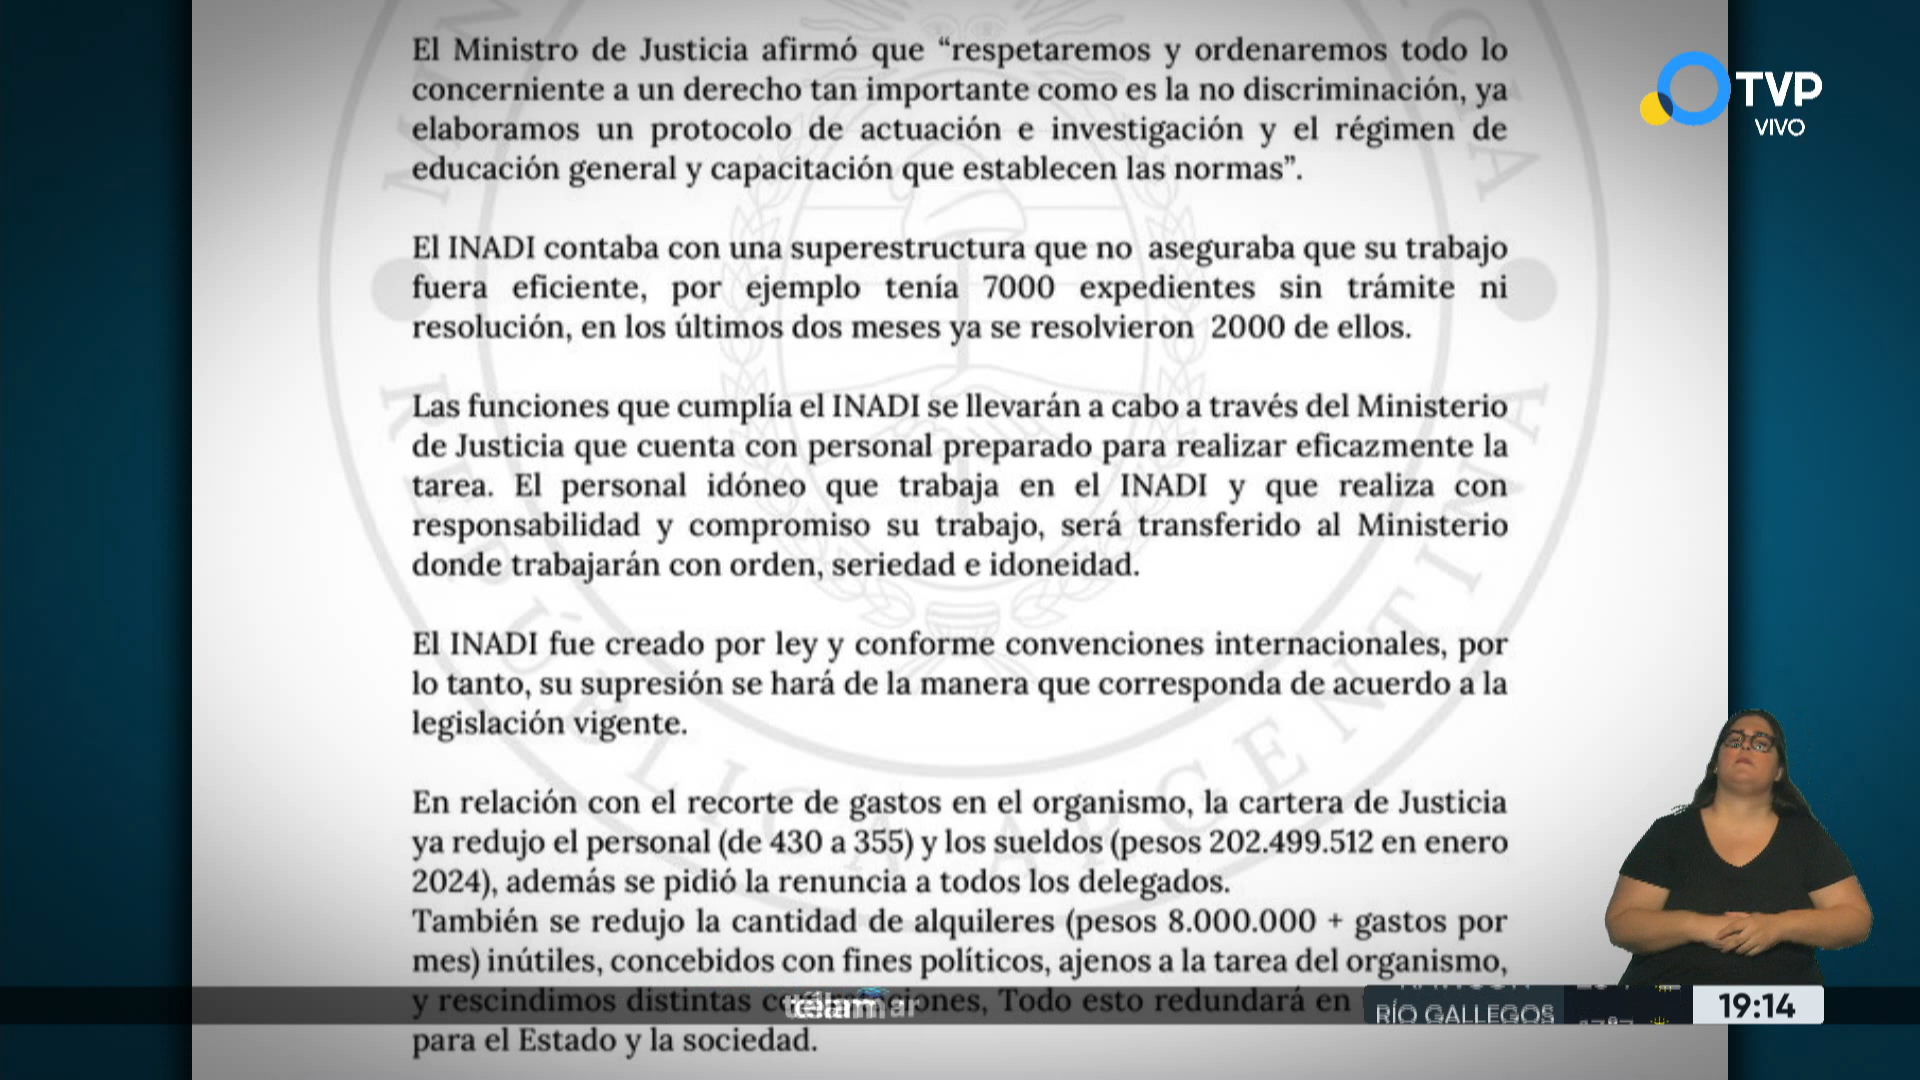 El Ministro de Justicia afirmó que “respetaremos y ordenaremos todo lo
concerniente a un derecho tan importante como es la no discriminación, ya
elaboramos un protocolo de actuación e investigación y el régimen de
educación general y capacitación que establecen las normas”.
TVP
VIVO
El INADI contaba con una superestructura que no aseguraba que su trabajo
fuera eficiente, por ejemplo tenía 7000 expedientes sin trámite ni
resolución, en los últimos dos meses ya se resolvieron 2000 de ellos.
Las funciones que cumplía el INADI se llevarán a cabo a través del Ministerio
de Justicia que cuenta con personal preparado para realizar eficazmente la
tarea. El personal idóneo que trabaja en el INADI y que realiza con
responsabilidad y compromiso su trabajo, será transferido al Ministerio
donde trabajarán con orden, seriedad e idoneidad.
El INADI fue creado por ley y conforme convenciones internacionales, por
lo tanto, su supresión se hará de la manera que corresponda de acuerdo a la
legislación vigente.
En relación con el recorte de gastos en el organismo, la cartera de Justicia
ya redujo el personal (de 430 a 355) y los sueldos (pesos 202.499.512 en enero
2024), además se pidió la renuncia a todos los delegados.
También se redujo la cantidad de alquileres (pesos 8.000.000 + gastos por
mes) inútiles, concebidos con fines políticos, ajenos a la tarea del organismo,
y rescindimos distintas Todo esto redundará en
para el Estado y la sociedad.
RÍO GALLEGOS
19:14
REPÚBLICA ARGENTINA